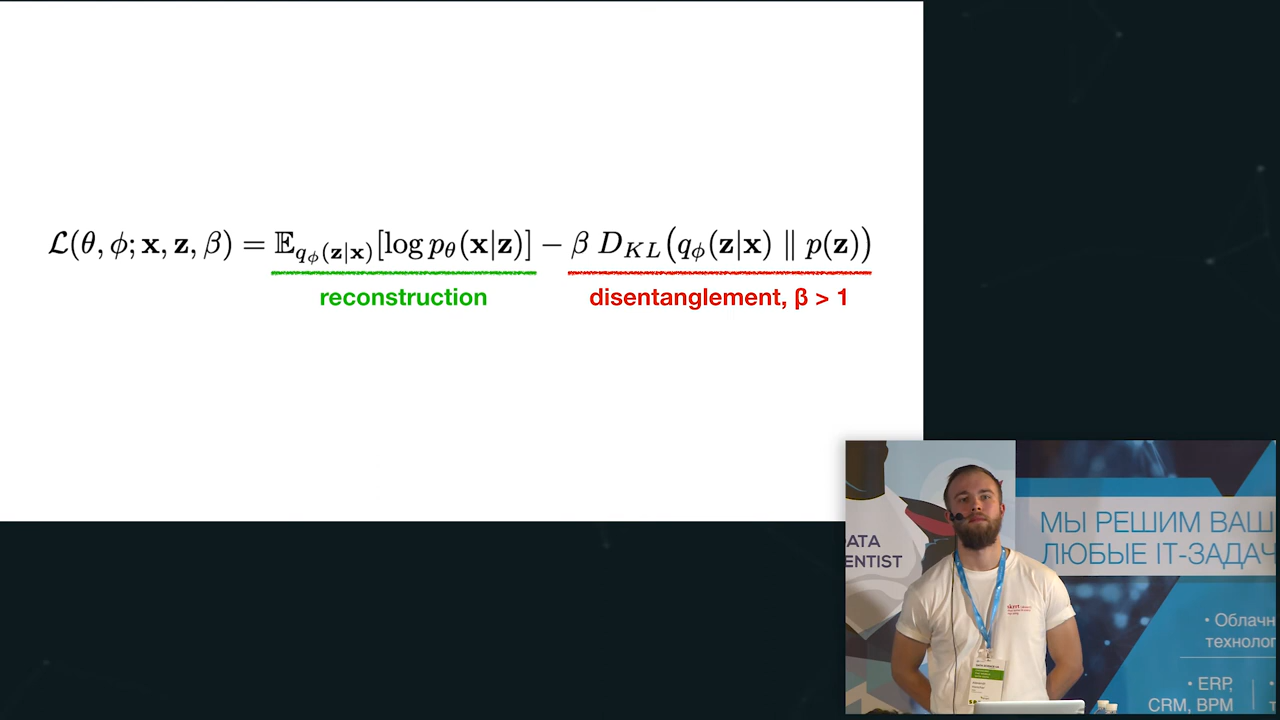 ℒ(θ, ϕ; x, z, β) = 𝔼_{q_ϕ(z|x)}[log p_θ(x|z)] − β D_{KL}(q_ϕ(z|x) ∥ p(z))
reconstruction
disentanglement, β > 1
ATA
ENTIST
МЫ РЕШИМ ВАШ
ЛЮБЫЕ IT-ЗАДАЧ
• Облачн
технолог
• ERP,
CRM, BPM